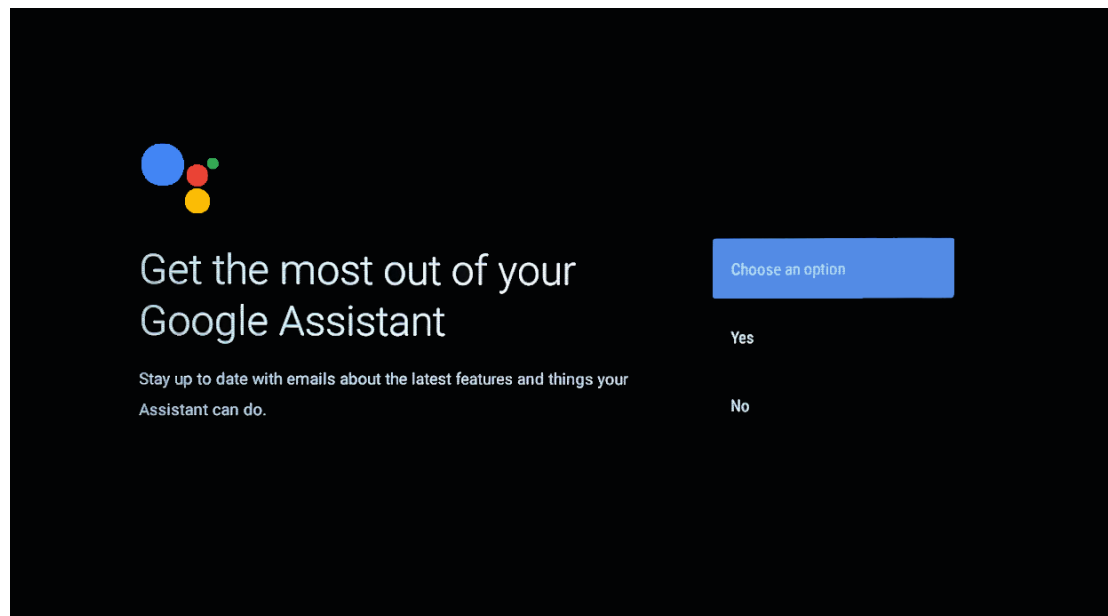 Get the most out of your
Google Assistant
Stay up to date with emails about the latest features and things your
Assistant can do.
Choose an option
Yes
No